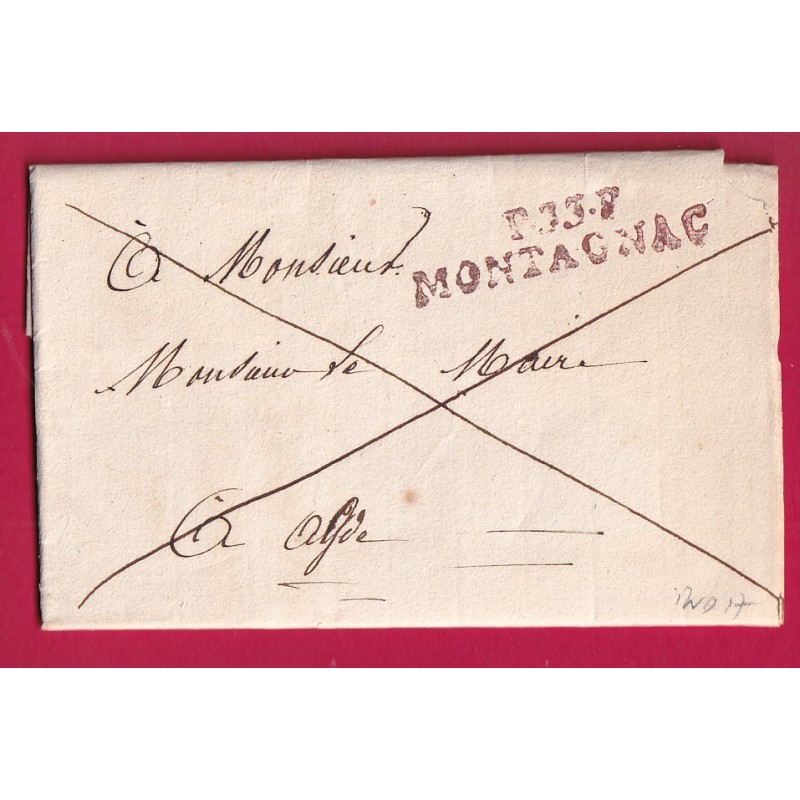 P.33.P
MONTAGNAC
À Monsieur
Monsieur le Maire
À agde